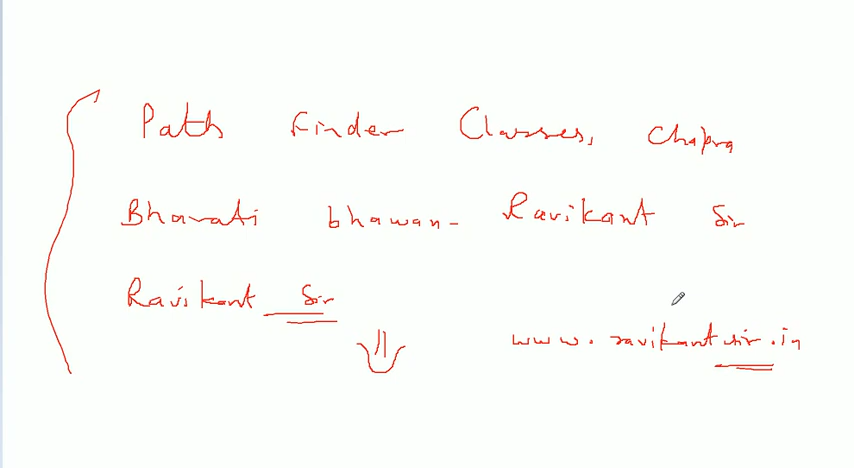 Path Finder Classes, Chapra
Bharati bhawan - Ravikant Sir
Ravikant Sir
www.ravikantsir.in